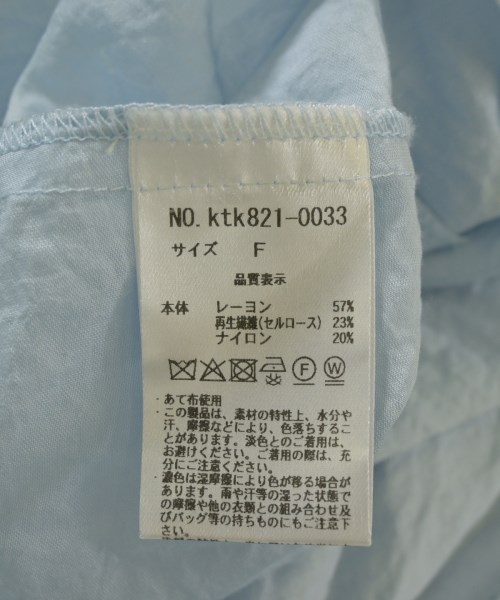 NO. ktk821-0033
サイズ F
品質表示
本体 レーヨン 57%
再生繊維(セルロース) 23%
ナイロン 20%
F W
・あて布使用
・この製品は、素材の特性上、水分や
汗、摩擦などにより、色落ちするこ
とがあります。淡色とのご着用は、
お避けください。ご着用の際は、充
分にご注意ください。
・濃色は湿摩擦により色が移る場合が
あります。雨や汗等の湿った状態で
の摩擦や他の衣類との組み合わせ及
びバッグ等の持ちものにもご注意下
さい。